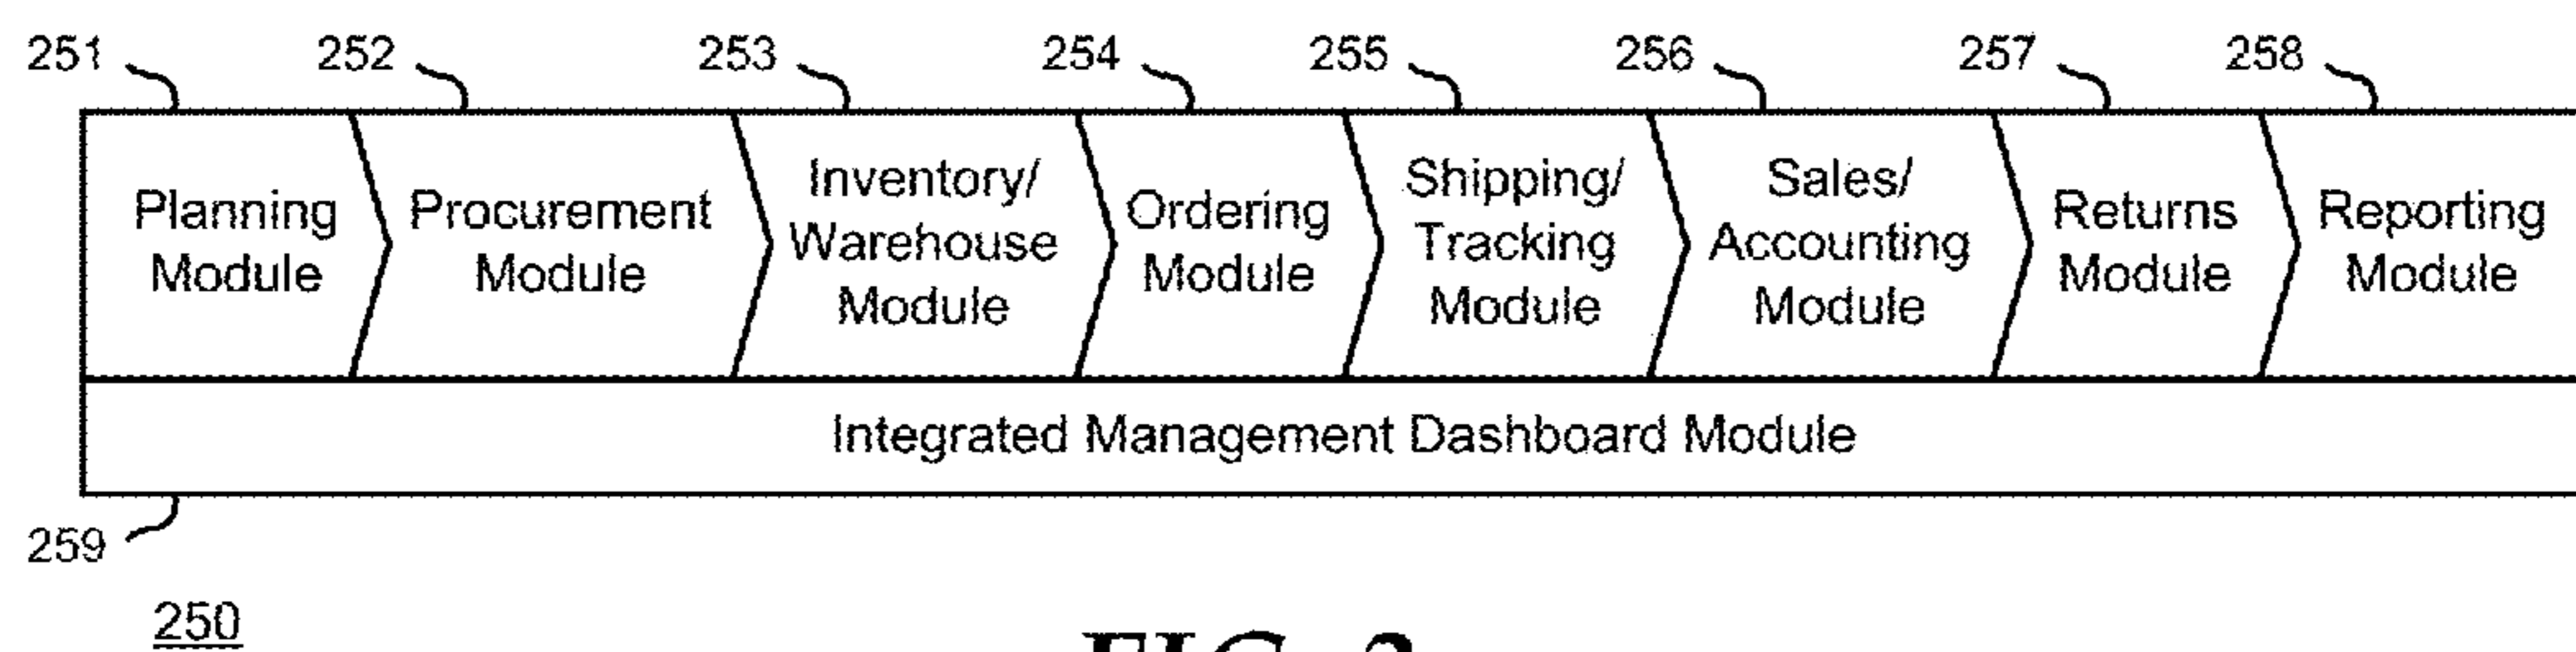 251 252 253 254 255 256 257 258
Planning
Module
Procurement
Module
Inventory/
Warehouse
Module
Ordering
Module
Shipping/
Tracking
Module
Sales/
Accounting
Module
Returns
Module
Reporting
Module
Integrated Management Dashboard Module
259
250
FIG.